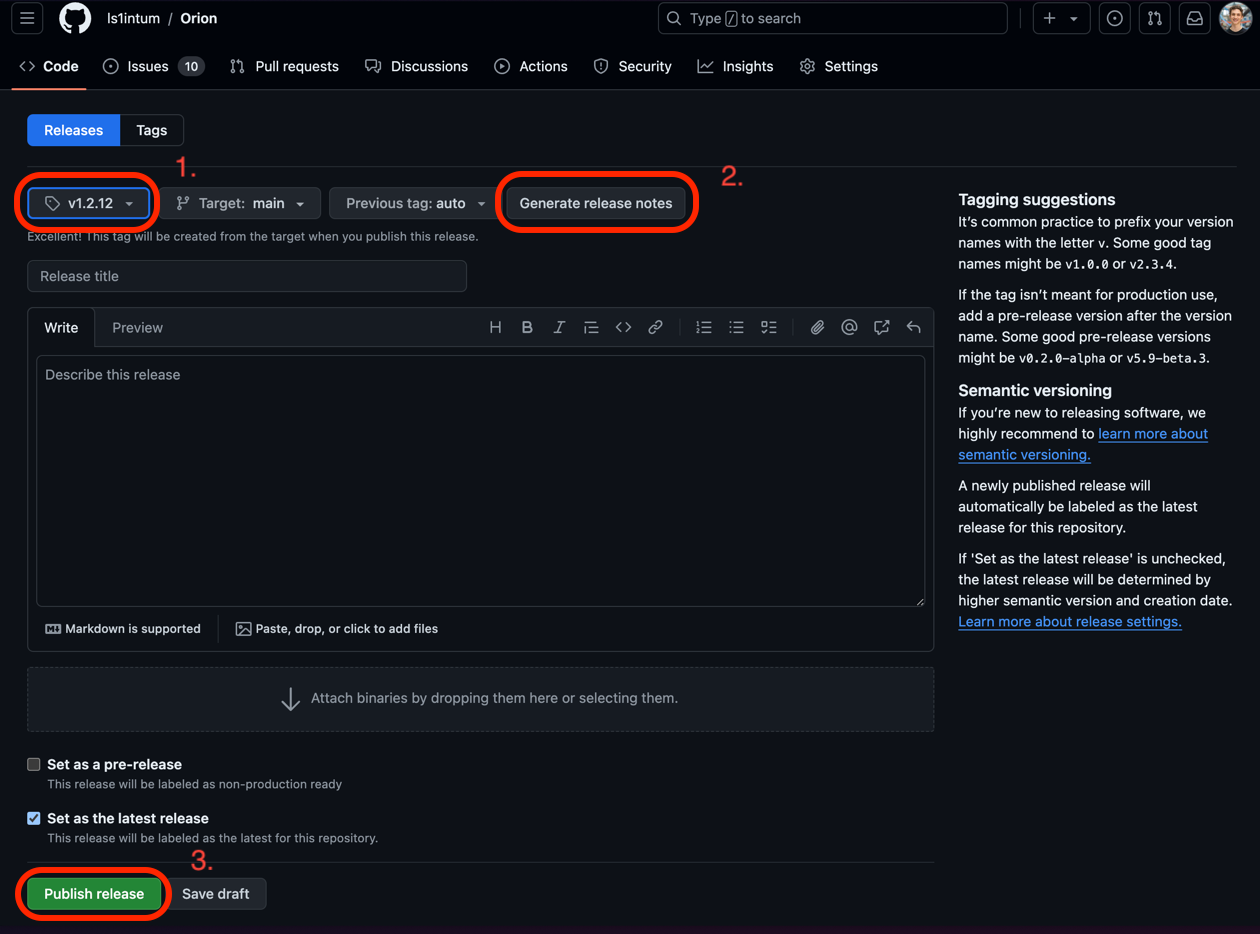 ls1intum / Orion
Type / to search
Code
Issues 10
Pull requests
Discussions
Actions
Security
Insights
Settings
Releases
Tags
1.
2.
v1.2.12
Target: main
Previous tag: auto
Generate release notes
Excellent! This tag will be created from the target when you publish this release.
Release title
Write
Preview
Describe this release
Markdown is supported
Paste, drop, or click to add files
Attach binaries by dropping them here or selecting them.
Set as a pre-release
This release will be labeled as non-production ready
Set as the latest release
This release will be labeled as the latest for this repository.
3.
Publish release
Save draft
Tagging suggestions
It’s common practice to prefix your version
names with the letter v. Some good tag
names might be v1.0.0 or v2.3.4.
If the tag isn’t meant for production use,
add a pre-release version after the version
name. Some good pre-release versions
might be v0.2.0-alpha or v5.9-beta.3.
Semantic versioning
If you’re new to releasing software, we
highly recommend to learn more about
semantic versioning.
A newly published release will
automatically be labeled as the latest
release for this repository.
If 'Set as the latest release' is unchecked,
the latest release will be determined by
higher semantic version and creation date.
Learn more about release settings.